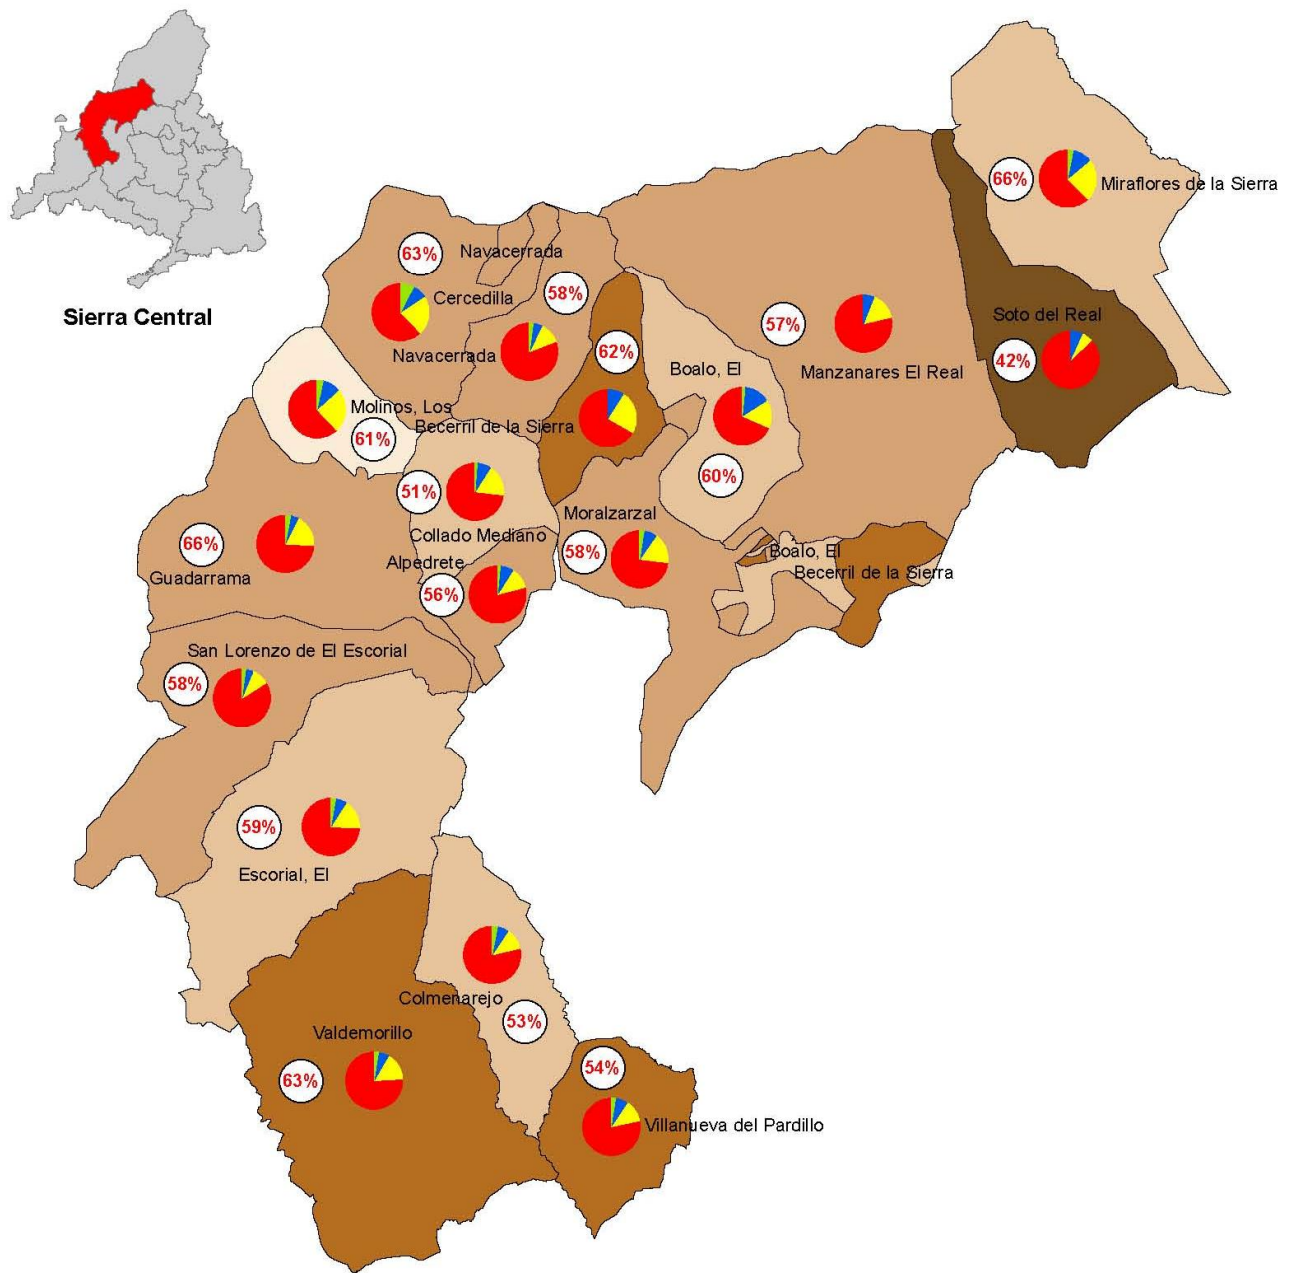 Sierra Central
66%
Miraflores de la Sierra
63%
Navacerrada
Cercedilla
58%
Soto del Real
42%
57%
Manzanares El Real
62%
Navacerrada
Boalo, El
Molinos, Los
Becerril de la Sierra
61%
60%
51%
Collado Mediano
Moralzarzal
58%
66%
Guadarrama
Alpedrete
56%
Boalo, El
Becerril de la Sierra
San Lorenzo de El Escorial
58%
59%
Escorial, El
Colmenarejo
53%
Valdemorillo
63%
54%
Villanueva del Pardillo